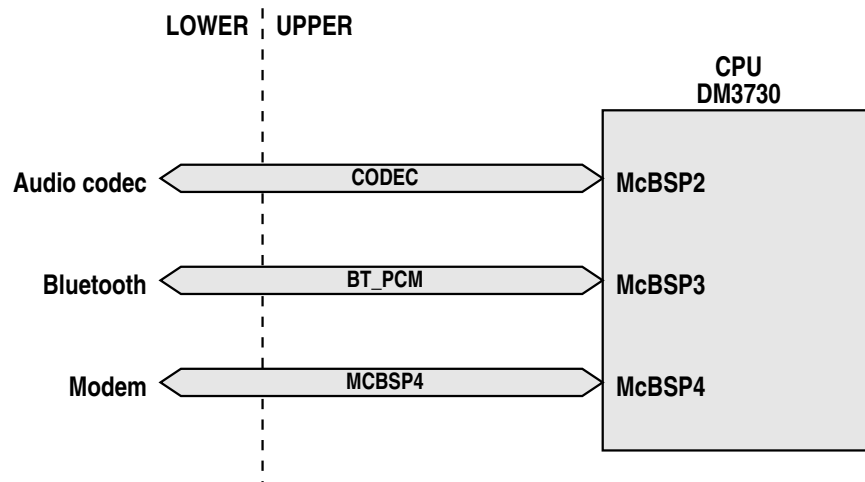 LOWER UPPER
CPU
DM3730
Audio codec CODEC McBSP2
Bluetooth BT_PCM McBSP3
Modem MCBSP4 McBSP4